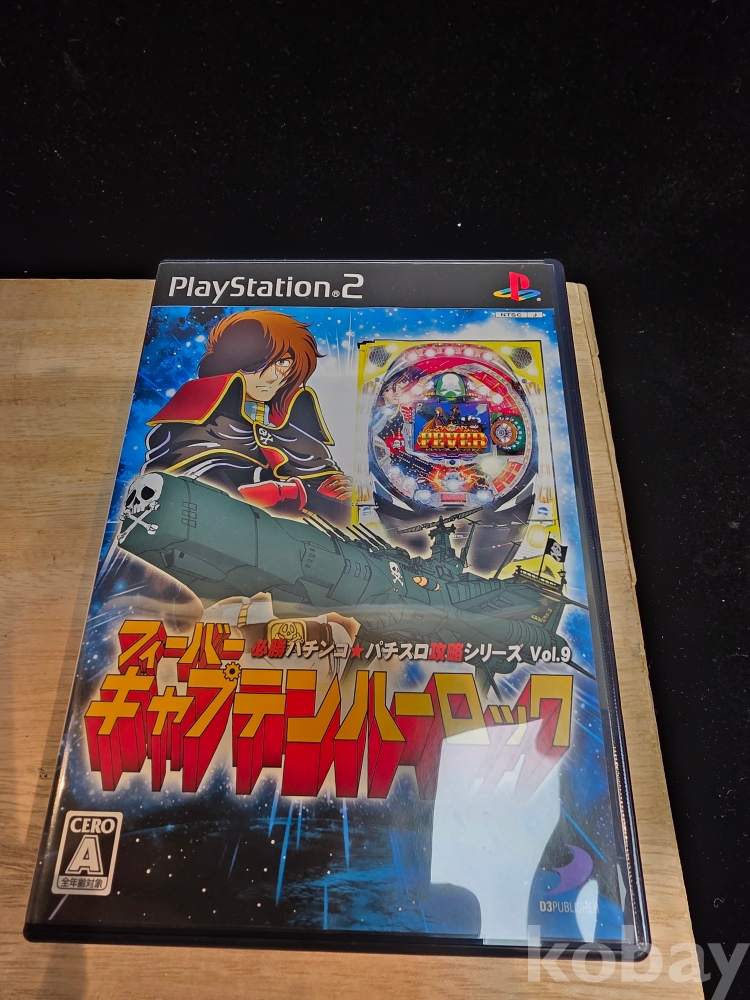 PlayStation®2
NTSC J
FEVER
フィーバー
必勝パチンコ★パチスロ攻略シリーズ Vol.9
キャプテンハーロック
CERO
A
全年齢対象
D3PUBLISHER
kobay